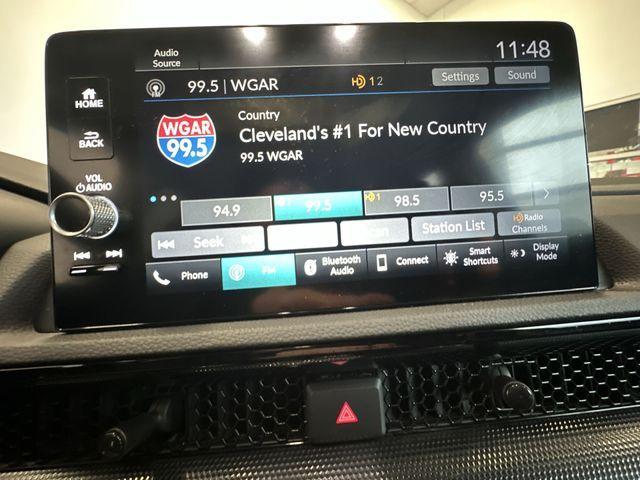 Audio
Source
11:48
FM
99.5 | WGAR
HD 1 2
Settings
Sound
HOME
BACK
VOL
AUDIO
WGAR
99.5
Country
Cleveland's #1 For New Country
99.5 WGAR
94.9
99.5
1
98.5
95.5
Seek
Station List
HD Radio
Channels
Phone
FM
Bluetooth
Audio
Connect
Smart
Shortcuts
Display
Mode